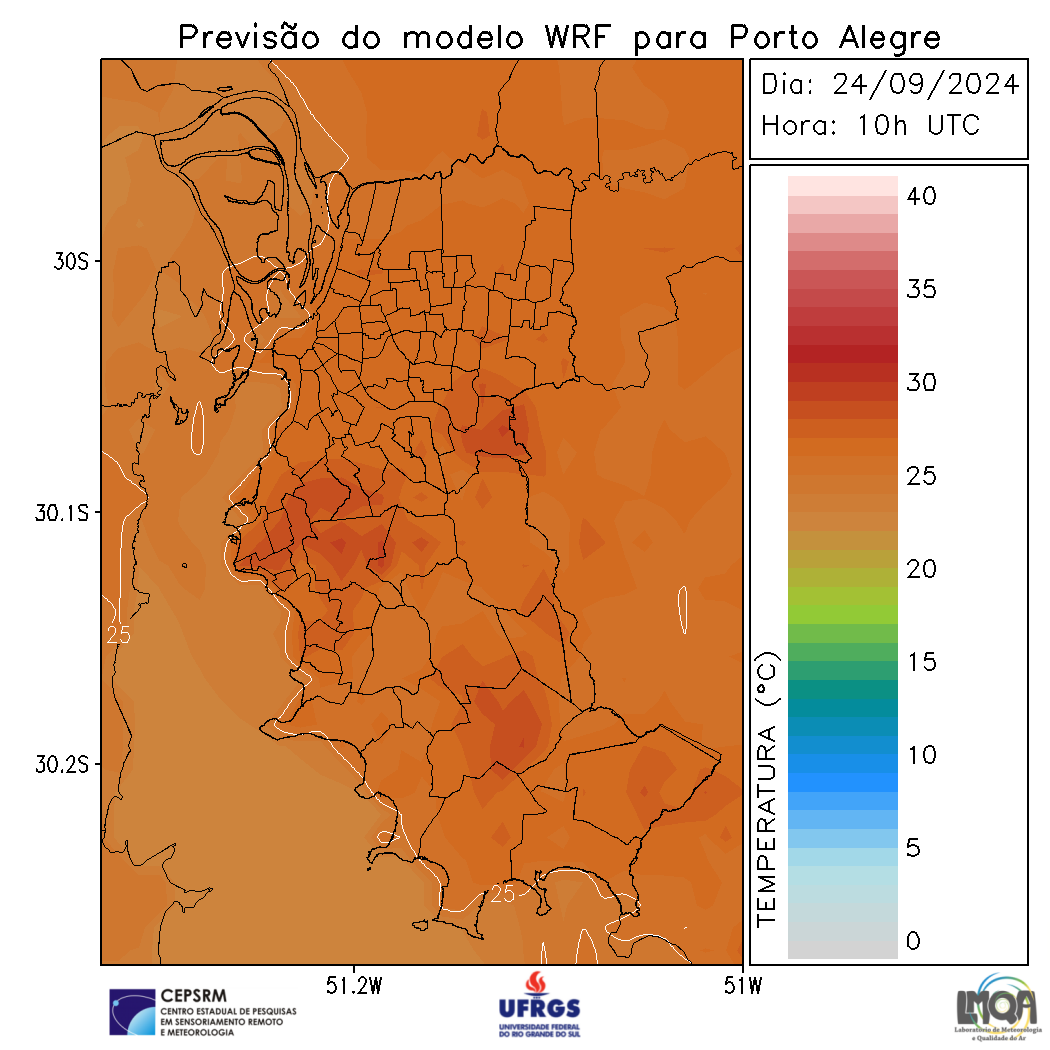 Previsão do modelo WRF para Porto Alegre
Dia: 24/09/2024
Hora: 10h UTC
30S
30.1S
30.2S
51.2W
51W
25
25
TEMPERATURA (°C)
40
35
30
25
20
15
10
5
0
CEPSRM
CENTRO ESTADUAL DE PESQUISAS
EM SENSORIAMENTO REMOTO
E METEOROLOGIA
UFRGS
UNIVERSIDADE FEDERAL
DO RIO GRANDE DO SUL
LMQA
Laboratório de Meteorologia
e Qualidade do Ar